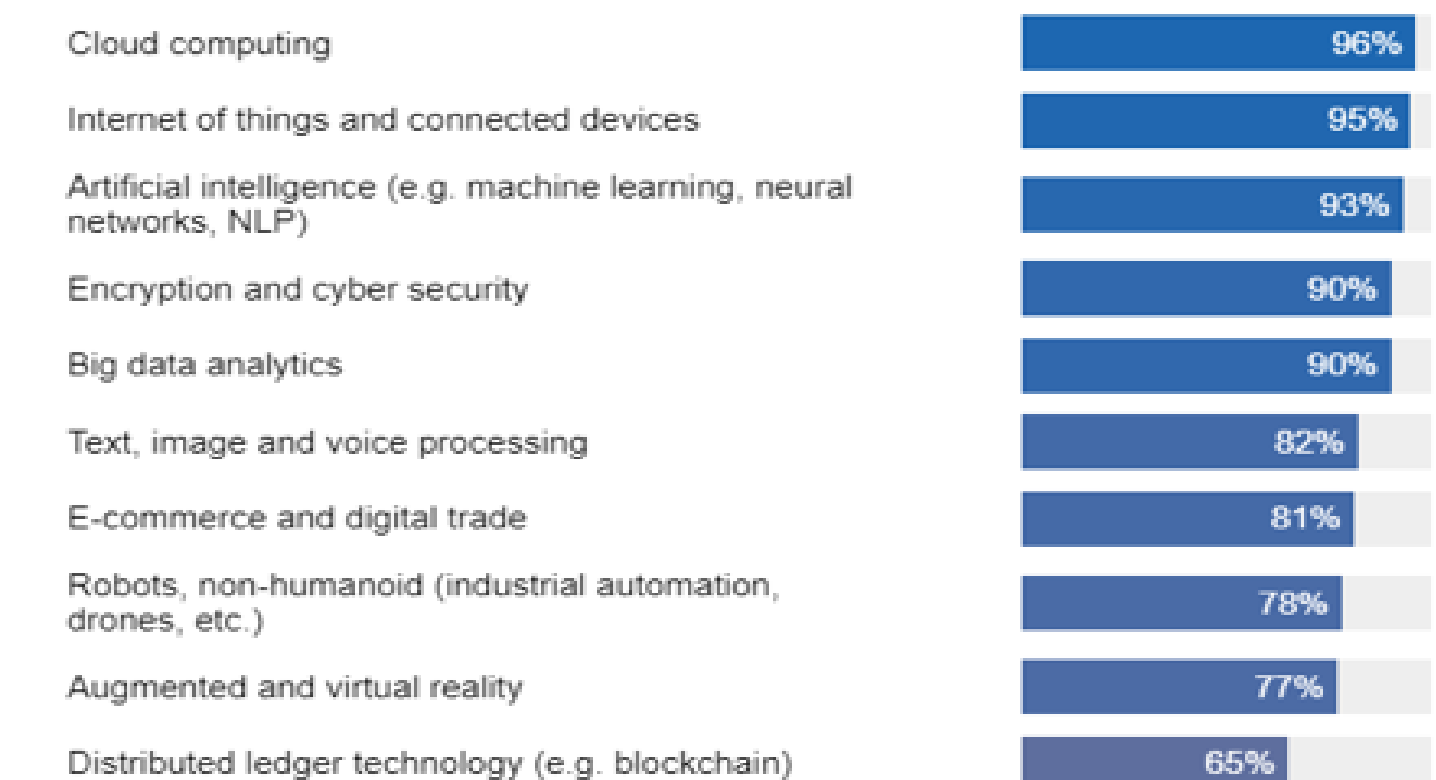 Cloud computing 96%
Internet of things and connected devices 95%
Artificial intelligence (e.g. machine learning, neural
networks, NLP) 93%
Encryption and cyber security 90%
Big data analytics 90%
Text, image and voice processing 82%
E-commerce and digital trade 81%
Robots, non-humanoid (industrial automation,
drones, etc.) 78%
Augmented and virtual reality 77%
Distributed ledger technology (e.g. blockchain) 65%